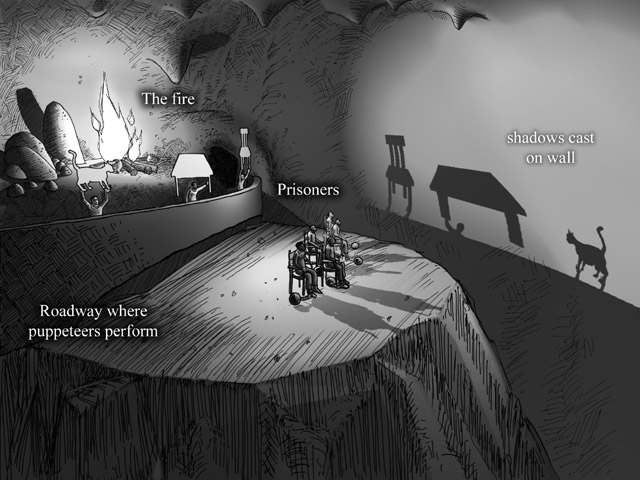 The fire
shadows cast
on wall
Prisoners
Roadway where
puppeteers perform